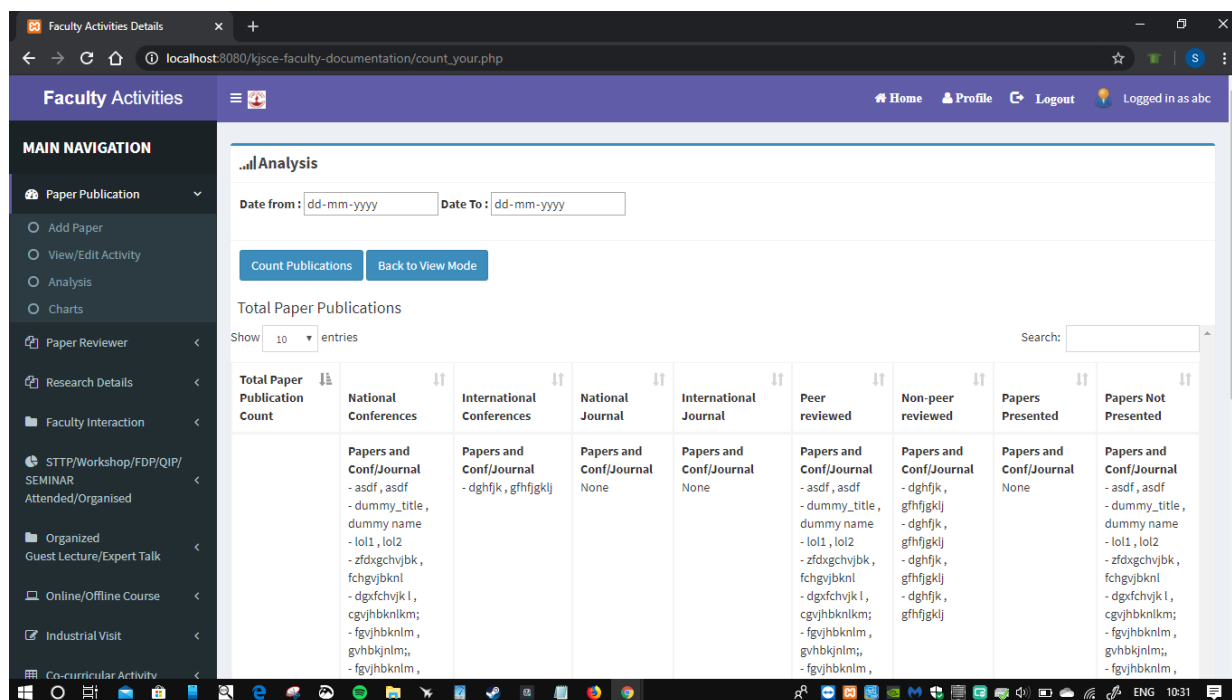 Faculty Activities Details
localhost:8080/kjsce-faculty-documentation/count_your.php
S
Faculty Activities
Home Profile Logout Logged in as abc
MAIN NAVIGATION
Paper Publication
Add Paper
View/Edit Activity
Analysis
Charts
Paper Reviewer
Research Details
Faculty Interaction
STTP/Workshop/FDP/QIP/
SEMINAR
Attended/Organised
Organized
Guest Lecture/Expert Talk
Online/Offline Course
Industrial Visit
Co-curricular Activity
Analysis
Date from : dd-mm-yyyy Date To : dd-mm-yyyy
Count Publications Back to View Mode
Total Paper Publications
Show 10 entries Search:
Total Paper
Publication
Count
National
Conferences
International
Conferences
National
Journal
International
Journal
Peer
reviewed
Non-peer
reviewed
Papers
Presented
Papers Not
Presented
Papers and
Conf/Journal
- asdf , asdf
- dummy_title ,
dummy name
- lol1 , lol2
- zfdxgchvjbk ,
fchgvjbknl
- dgxfchvjk l ,
cgvjhbknlkm;
- fgvjhbknlm ,
gvhbkjnlm;,
- fgvjhbknlm ,
Papers and
Conf/Journal
- dghfjk , gfhfjgklj
Papers and
Conf/Journal
None
Papers and
Conf/Journal
None
Papers and
Conf/Journal
- asdf , asdf
- dummy_title ,
dummy name
- lol1 , lol2
- zfdxgchvjbk ,
fchgvjbknl
- dgxfchvjk l ,
cgvjhbknlkm;
- fgvjhbknlm ,
gvhbkjnlm;,
- fgvjhbknlm ,
Papers and
Conf/Journal
- dghfjk ,
gfhfjgklj
- dghfjk ,
gfhfjgklj
- dghfjk ,
gfhfjgklj
- dghfjk ,
gfhfjgklj
Papers and
Conf/Journal
None
Papers and
Conf/Journal
- asdf , asdf
- dummy_title ,
dummy name
- lol1 , lol2
- zfdxgchvjbk ,
fchgvjbknl
- dgxfchvjk l ,
cgvjhbknlkm;
- fgvjhbknlm ,
gvhbkjnlm;,
- fgvjhbknlm ,
ENG 10:31